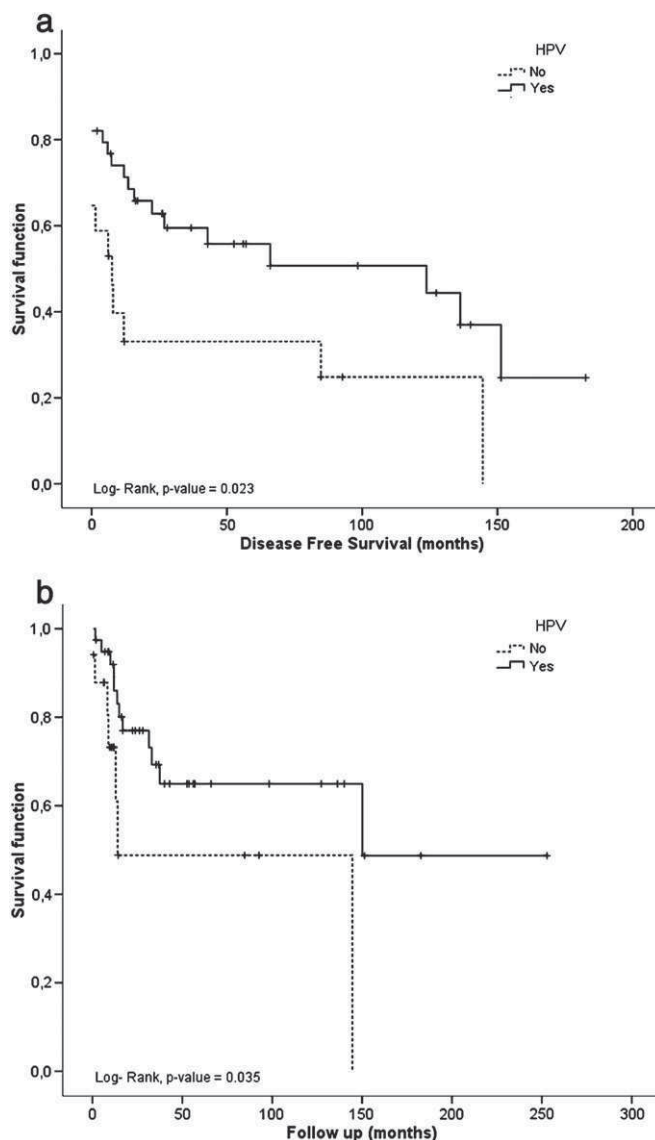 a
HPV
No
Yes
1,0
0,8
0,6
0,4
0,2
0,0
Survival function
Log- Rank, p-value = 0.023
0
50
100
150
200
Disease Free Survival (months)
b
HPV
No
Yes
1,0
0,8
0,6
0,4
0,2
0,0
Survival function
Log- Rank, p-value = 0.035
0
50
100
150
200
250
300
Follow up (months)